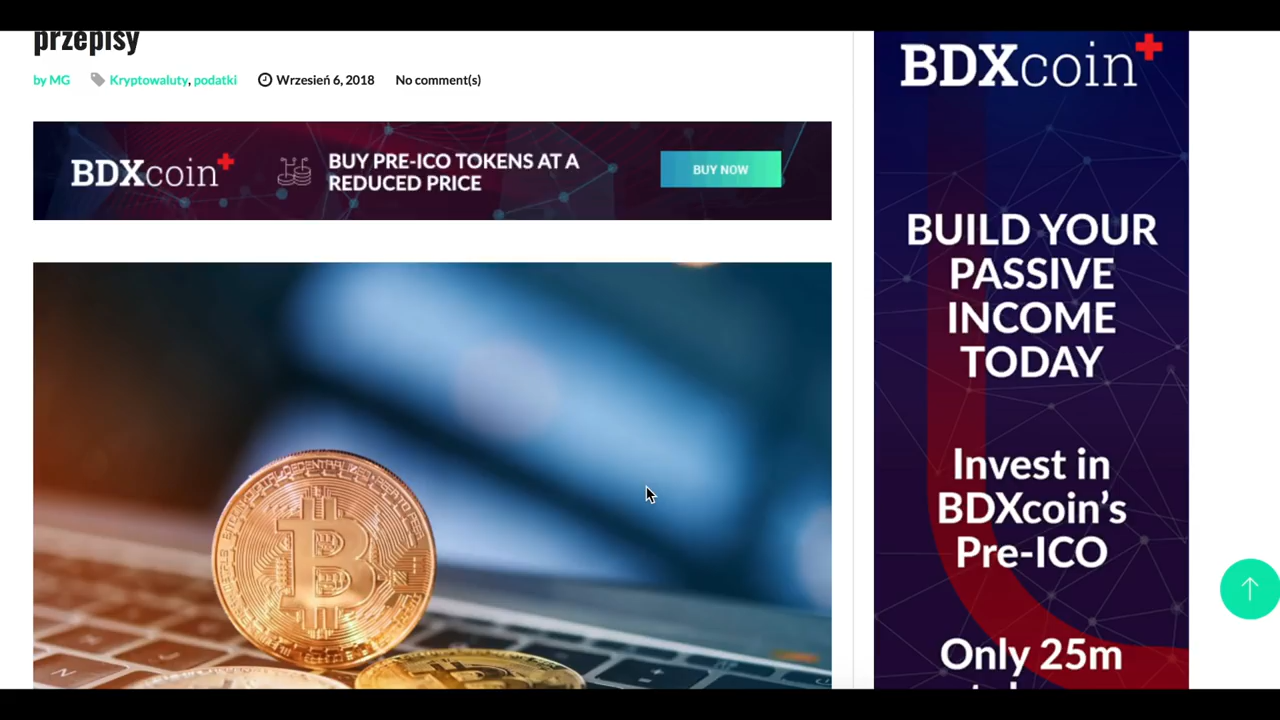 przepisy
by MG Kryptowaluty, podatki Wrzesień 6, 2018 No comment(s)
BDXcoin+
BUY PRE-ICO TOKENS AT A
REDUCED PRICE
BUY NOW
BDXcoin+
BUILD YOUR
PASSIVE
INCOME
TODAY
Invest in
BDXcoin's
Pre-ICO
Only 25m